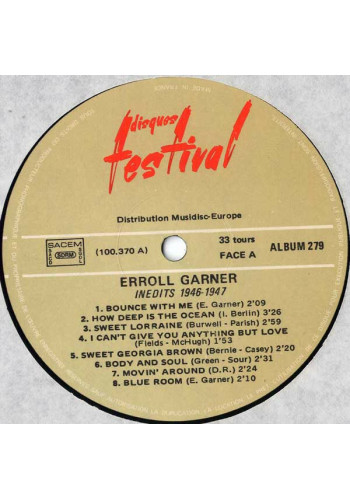 disques
festival
Distribution Musidisc-Europe
SACEM
SDRM
(100.370 A)
33 tours
FACE A
ALBUM 279
ERROLL GARNER
INEDITS 1946-1947
1. BOUNCE WITH ME (E. Garner) 2'09
2. HOW DEEP IS THE OCEAN (I. Berlin) 3'26
3. SWEET LORRAINE (Burwell - Parish) 2'59
4. I CAN'T GIVE YOU ANYTHING BUT LOVE
(Fields - McHugh) 1'53
5. SWEET GEORGIA BROWN (Bernie - Casey) 2'20
6. BODY AND SOUL (Green - Sour) 2'31
7. MOVIN' AROUND (D.R.) 2'24
8. BLUE ROOM (E. Garner) 2'10